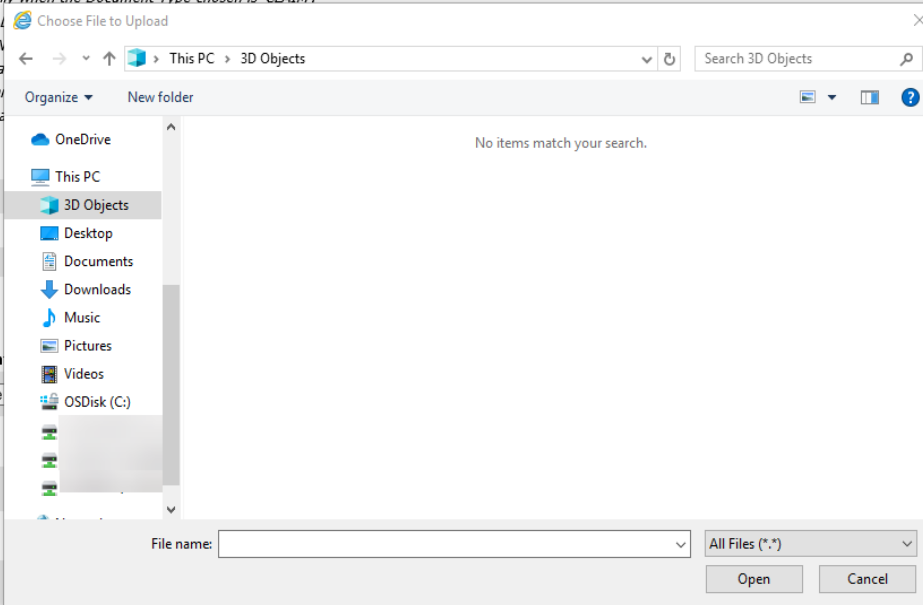 Choose File to Upload
This PC > 3D Objects
Search 3D Objects
Organize
New folder
?
OneDrive
No items match your search.
This PC
3D Objects
Desktop
Documents
Downloads
Music
Pictures
Videos
OSDisk (C:)
File name:
All Files (*.*)
Open
Cancel